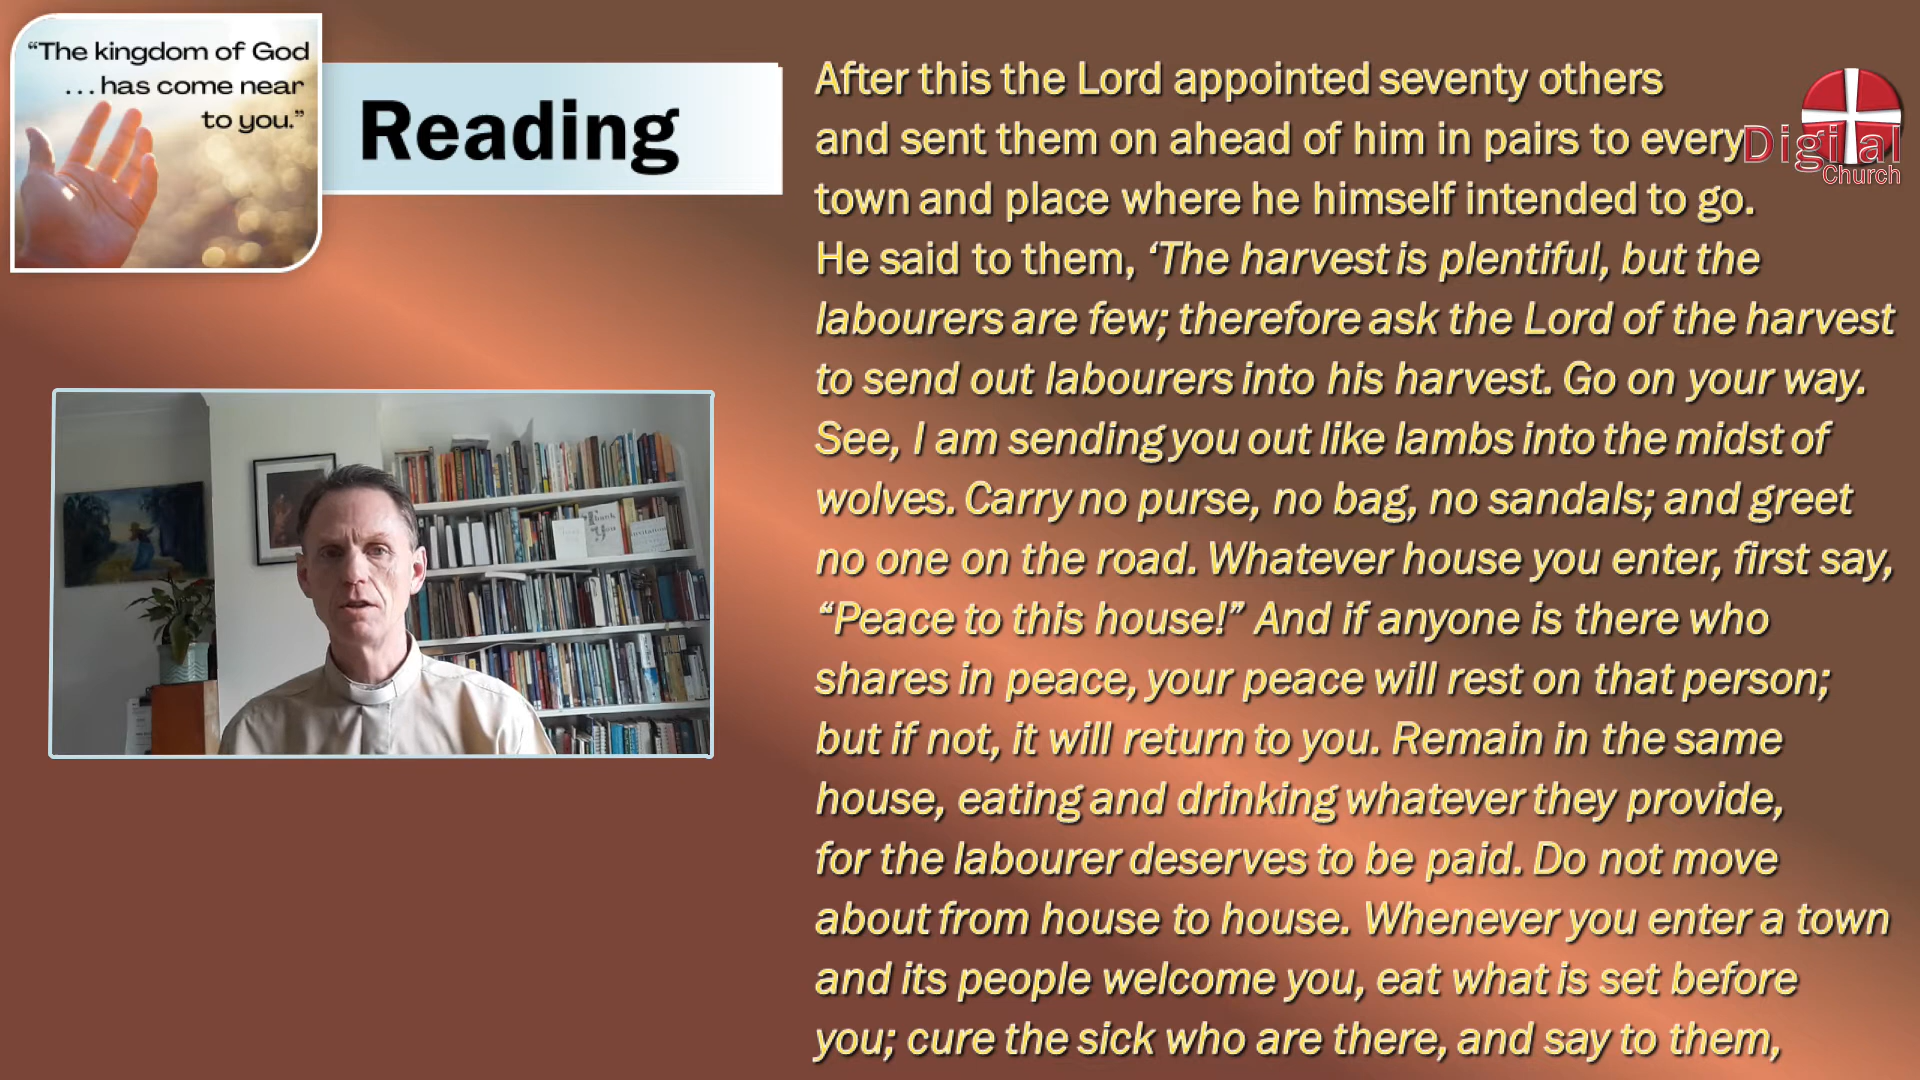 “The kingdom of God
...has come near
to you.”
Reading
After this the Lord appointed seventy others
and sent them on ahead of him in pairs to every
town and place where he himself intended to go.
He said to them, ‘The harvest is plentiful, but the
labourers are few; therefore ask the Lord of the harvest
to send out labourers into his harvest. Go on your way.
See, I am sending you out like lambs into the midst of
wolves. Carry no purse, no bag, no sandals; and greet
no one on the road. Whatever house you enter, first say,
“Peace to this house!” And if anyone is there who
shares in peace, your peace will rest on that person;
but if not, it will return to you. Remain in the same
house, eating and drinking whatever they provide,
for the labourer deserves to be paid. Do not move
about from house to house. Whenever you enter a town
and its people welcome you, eat what is set before
you; cure the sick who are there, and say to them,
Digital
Church
Thank
You